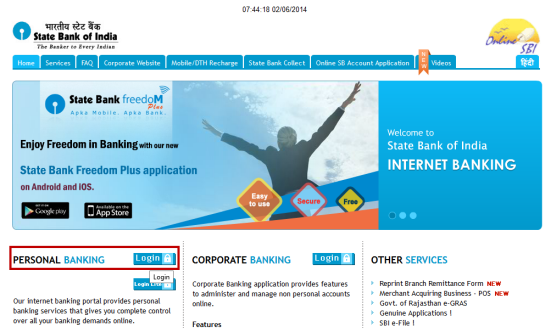 07:44:18 02/06/2014
भारतीय स्टेट बैंक
State Bank of India
The Banker to Every Indian
Online SBI
Home Services FAQ Corporate Website Mobile/DTH Recharge State Bank Collect Online SB Account Application NEW Videos हिंदी
State Bank freedoM
Plus
Apka Mobile. Apka Bank.
Enjoy Freedom in Banking with our new
State Bank Freedom Plus application
on Android and iOS.
GET IT ON
Google play
Available on the
App Store
Easy to use
Secure
Free
Welcome to
State Bank of India
INTERNET BANKING
PERSONAL BANKING Login
Login
Login Lite
Our internet banking portal provides personal
banking services that gives you complete control
over all your banking demands online.
CORPORATE BANKING Login
Corporate Banking application provides features
to administer and manage non personal accounts
online.
Features
OTHER SERVICES
Reprint Branch Remittance Form NEW
Merchant Acquiring Business - POS NEW
Govt. of Rajasthan e-GRAS
Genuine Applications !
SBI e-File !